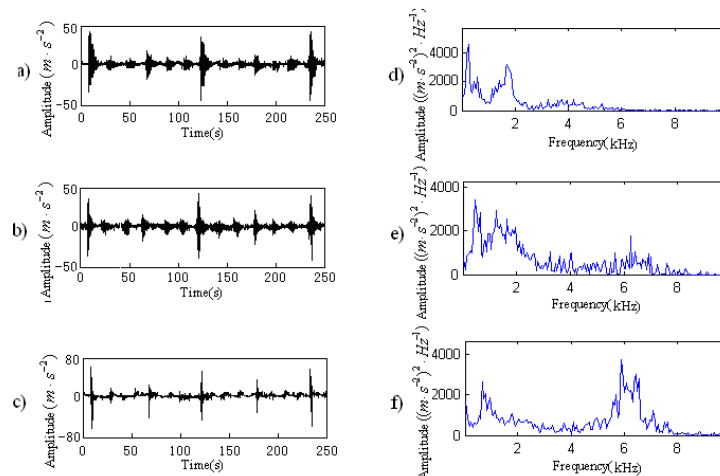 a)
Amplitude (m · s⁻²)
50
0
−50
0 50 100 150 200 250
Time(s)
b)
Amplitude (m · s⁻²)
50
0
−50
0 50 100 150 200 250
Time(s)
c)
Amplitude (m · s⁻²)
80
0
−80
0 50 100 150 200 250
Time(s)
d)
Amplitude ((m · s⁻²)² · Hz⁻¹)
4000
2000
0
2 4 6 8
Frequency(kHz)
e)
Amplitude ((m · s⁻²)² · Hz⁻¹)
4000
2000
0
2 4 6 8
Frequency(kHz)
f)
Amplitude ((m · s⁻²)² · Hz⁻¹)
4000
2000
0
2 4 6 8
Frequency(kHz)